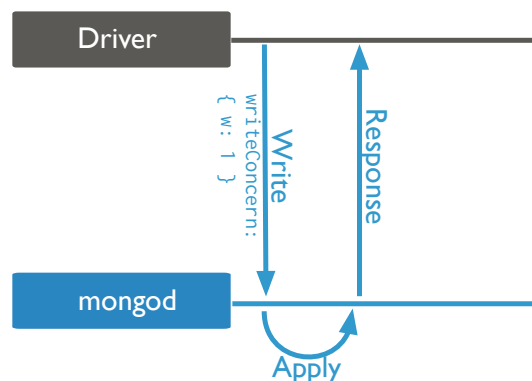 Driver
Write
writeConcern:
{ w: 1 }
Response
mongod
Apply